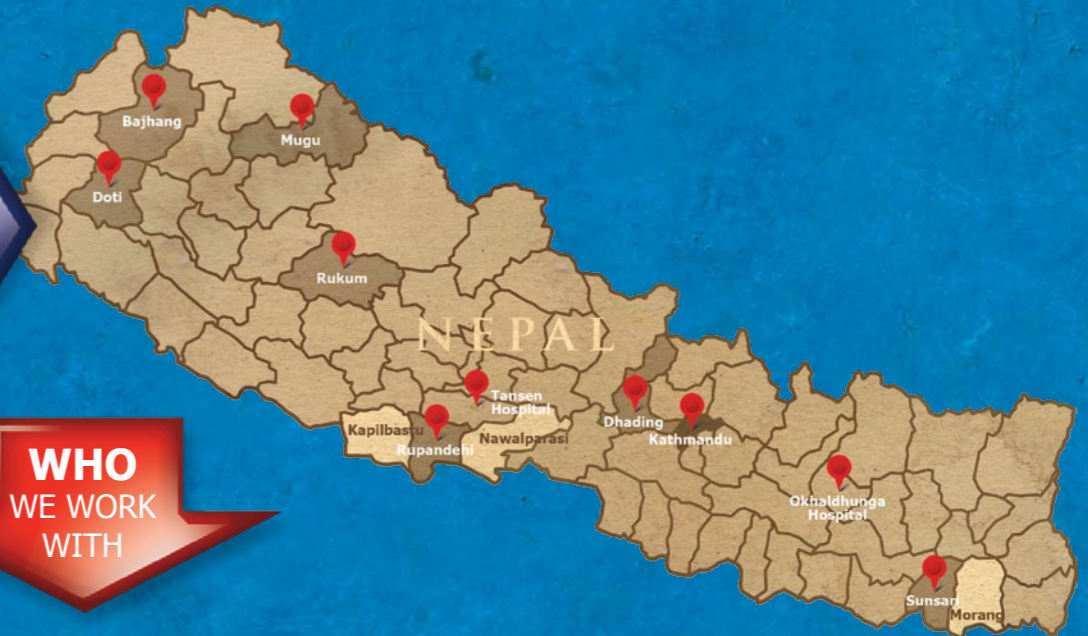 Bajhang
Mugu
Doti
Rukum
NEPAL
Tansen
Hospital
Kapilbastu
Rupandehi
Nawalparasi
Dhading
Kathmandu
WHO
WE WORK
WITH
Okhaldhunga
Hospital
Sunsari
Morang